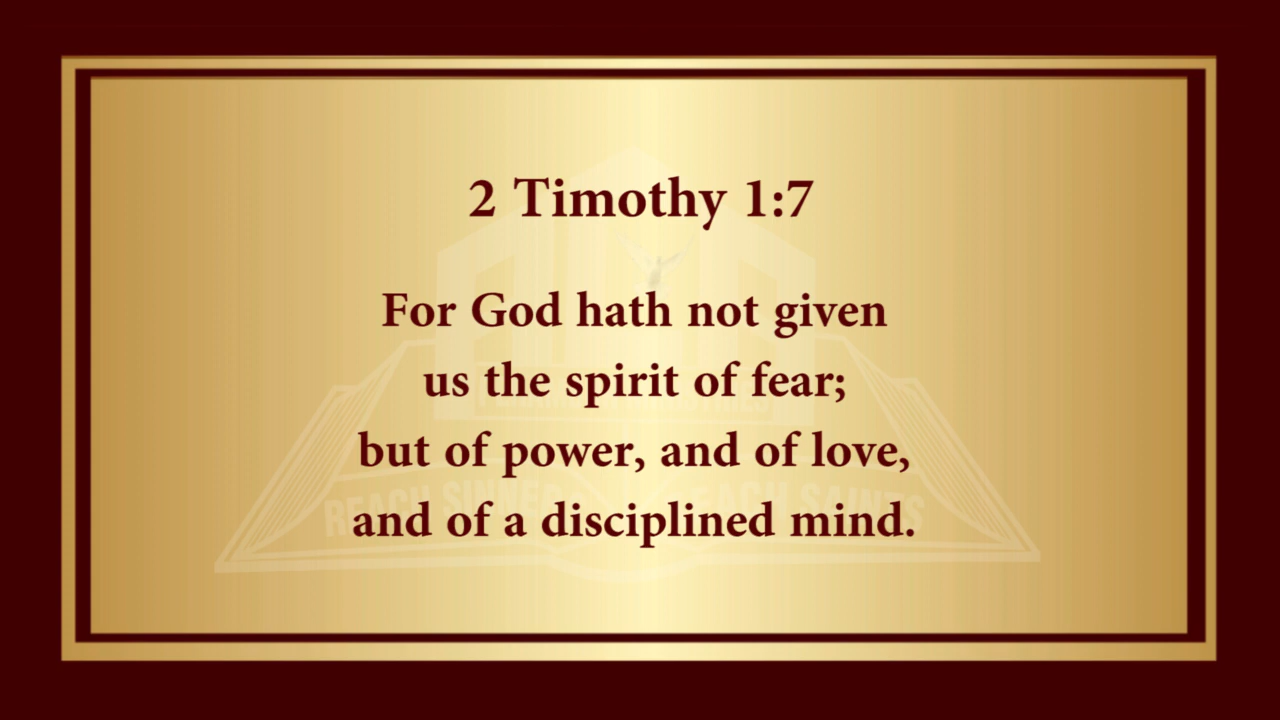 2 Timothy 1:7
For God hath not given
us the spirit of fear;
but of power, and of love,
and of a disciplined mind.